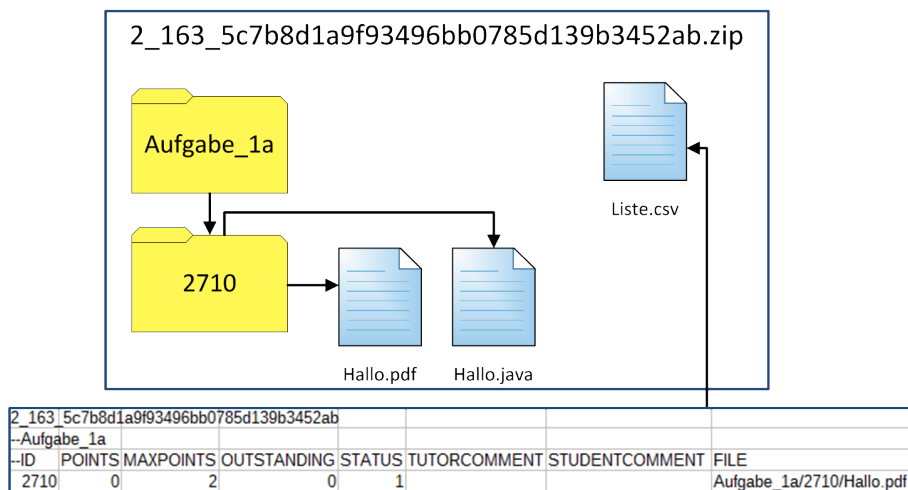 2_163_5c7b8d1a9f93496bb0785d139b3452ab.zip
Aufgabe_1a
Liste.csv
2710
Hallo.pdf Hallo.java
2_163_5c7b8d1a9f93496bb0785d139b3452ab
--Aufgabe_1a
--ID POINTS MAXPOINTS OUTSTANDING STATUS TUTORCOMMENT STUDENTCOMMENT FILE
2710 0 2 0 1 Aufgabe_1a/2710/Hallo.pdf